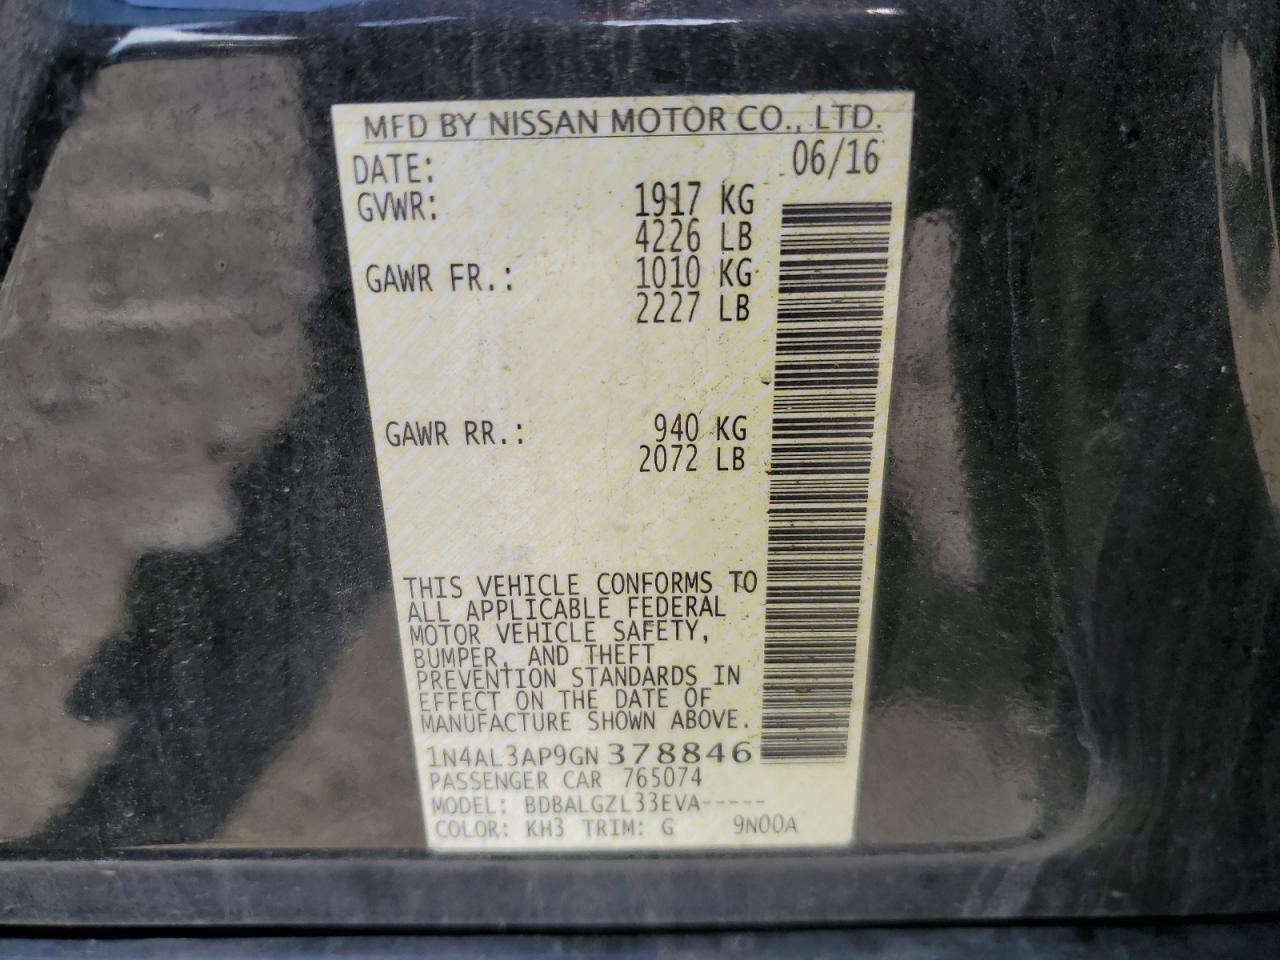 MFD BY NISSAN MOTOR CO., LTD.
DATE: 06/16
GVWR: 1917 KG
4226 LB
GAWR FR.: 1010 KG
2227 LB
GAWR RR.: 940 KG
2072 LB
THIS VEHICLE CONFORMS TO
ALL APPLICABLE FEDERAL
MOTOR VEHICLE SAFETY,
BUMPER, AND THEFT
PREVENTION STANDARDS IN
EFFECT ON THE DATE OF
MANUFACTURE SHOWN ABOVE.
1N4AL3AP9GN378846
PASSENGER CAR 765074
MODEL: BDBALGZL33EVA-----
COLOR: KH3 TRIM: G 9N00A